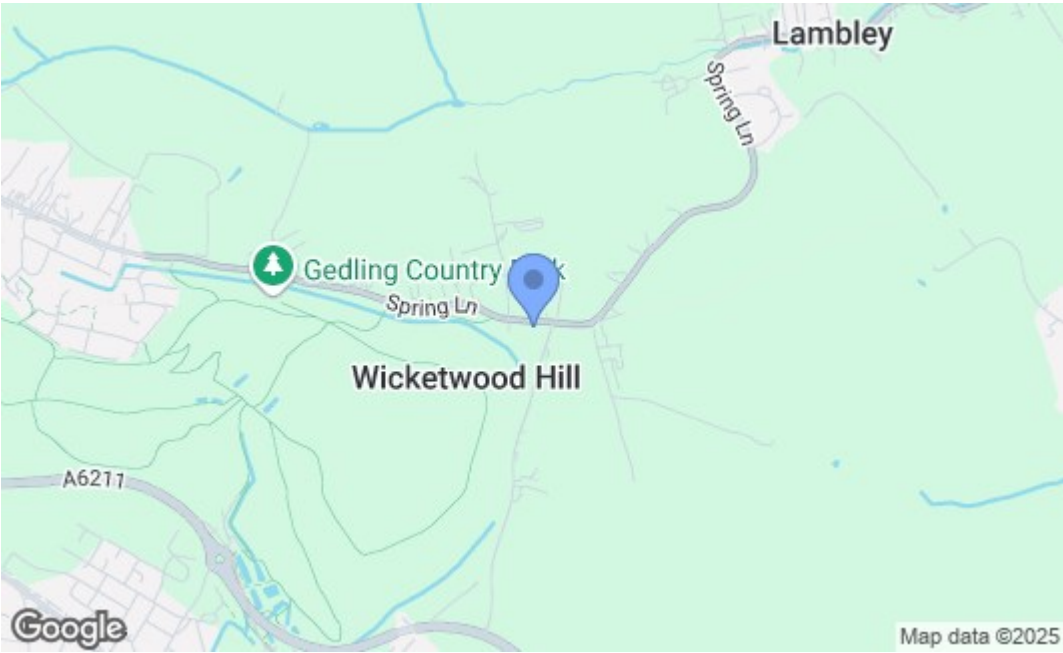 Lambley
Spring Ln
Gedling Country
Spring Ln
Wicketwood Hill
A6211
Google
Map data ©2025